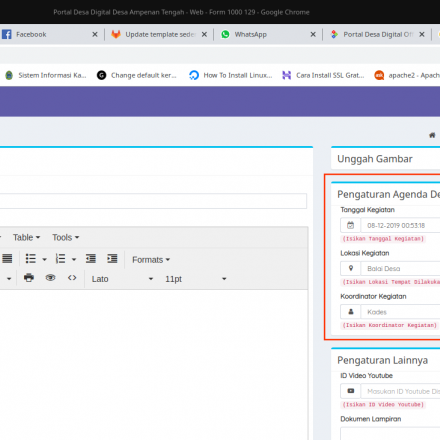 Portal Desa Digital Desa Ampenan Tengah - Web - Form 1000 129 - Google Chrome
Facebook
Update template sede
WhatsApp
Portal Desa Digital Of
Sistem Informasi Ka...
Change default ker...
How To Install Linux...
Cara Install SSL Grat...
apache2 - Apach
Unggah Gambar
Pengaturan Agenda De
Tanggal Kegiatan
08-12-2019 00:53:18
(Isikan Tanggal Kegiatan)
Table
Tools
Lokasi Kegiatan
Formats
Balai Desa
Lato
11pt
(Isikan Lokasi Tempat Dilakuka
Koordinator Kegiatan
Kades
(Isikan Koordinator Kegiatan)
Pengaturan Lainnya
ID Video Youtube
Masukan ID Youtube Di
(Isikan ID Video Youtube)
Dokumen Lampiran